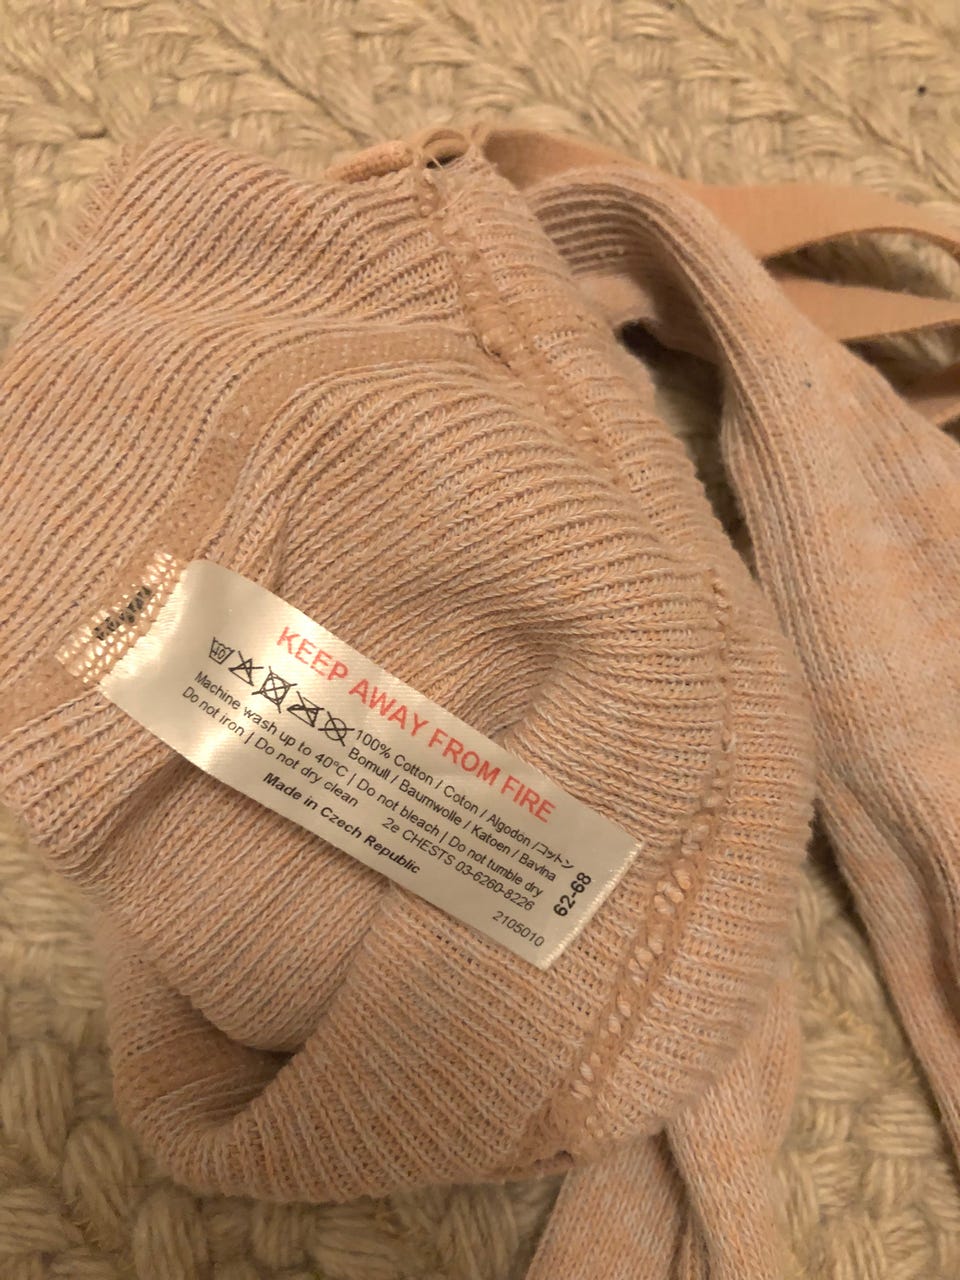 KEEP AWAY FROM FIRE
40
100% Cotton / Coton / Algodón / コットン
Bomull / Baumwolle / Katoen / Bavlna
Machine wash up to 40°C | Do not bleach | Do not tumble dry
Do not iron | Do not dry clean
2e CHESTS 03-6260-8226
Made in Czech Republic
2105010
62-68